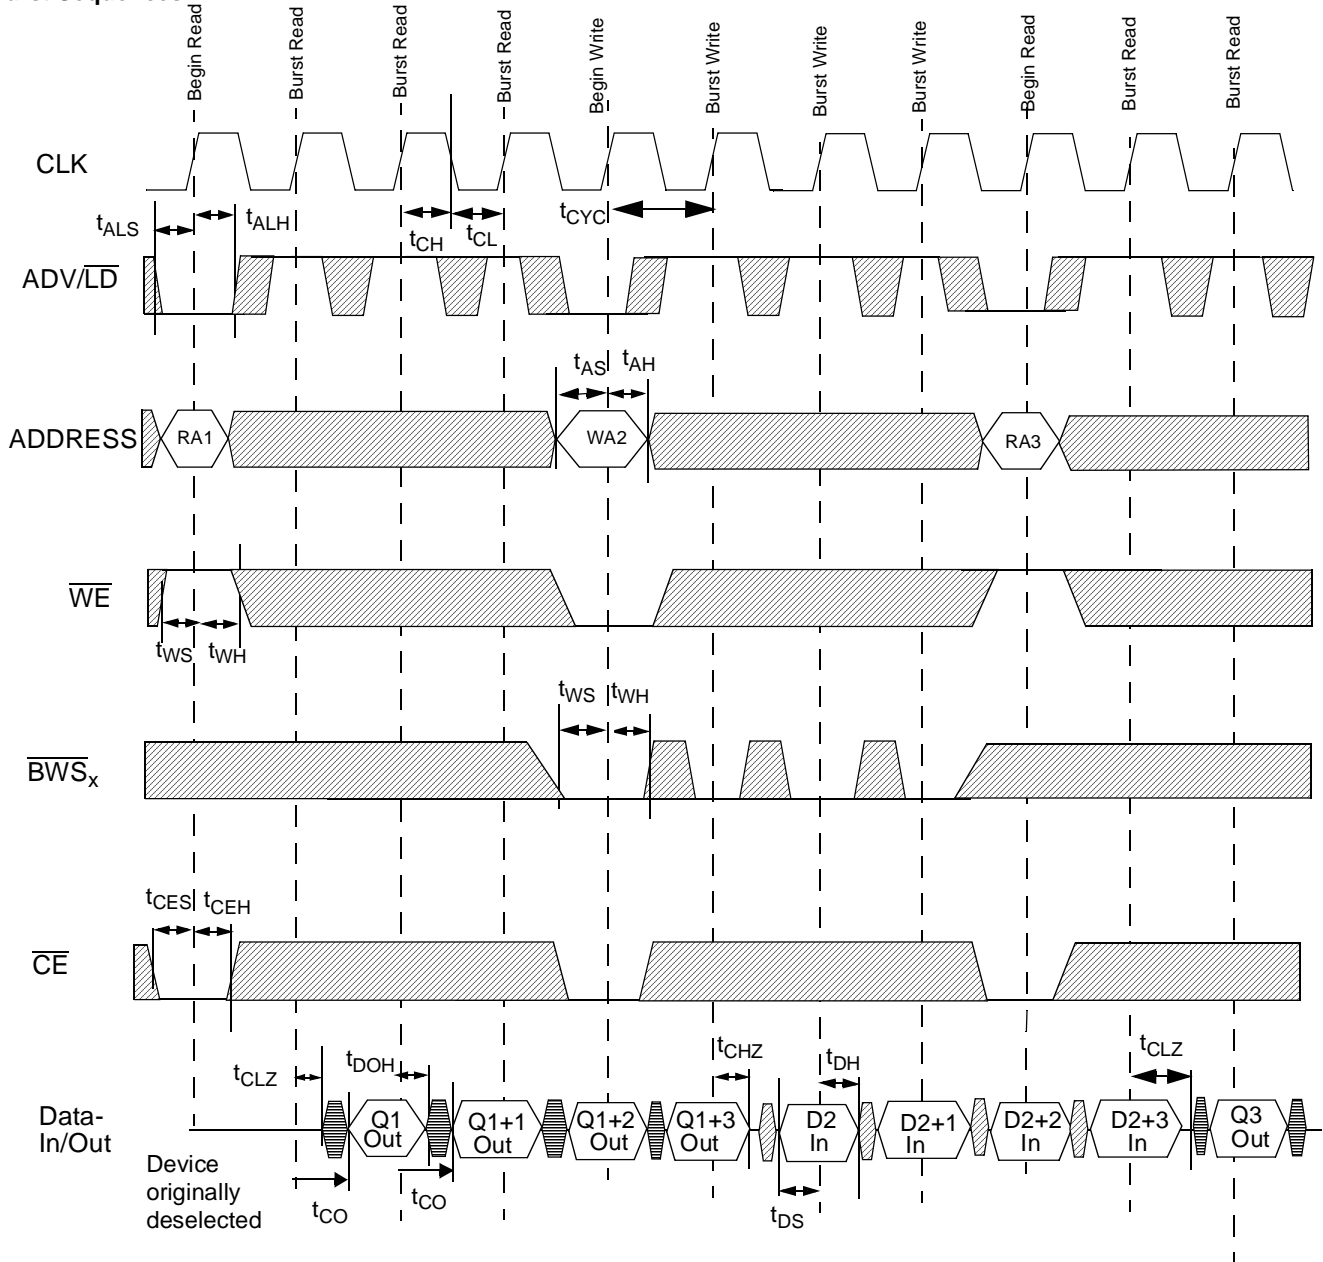 Begin Read
Burst Read
Burst Read
Burst Read
Begin Write
Burst Write
Burst Write
Burst Write
Begin Read
Burst Read
Burst Read
CLK
tALS
tALH
tCH
tCL
tCYC
ADV/LD
tAS
tAH
ADDRESS
RA1
WA2
RA3
WE
tWS
tWH
tWS
tWH
BWSx
tCES
tCEH
CE
tCLZ
tDOH
tCHZ
tDH
tCLZ
Data-
In/Out
Q1
Out
Q1+1
Out
Q1+2
Out
Q1+3
Out
D2
In
D2+1
In
D2+2
In
D2+3
In
Q3
Out
Device
originally
deselected
tCO
tCO
tDS